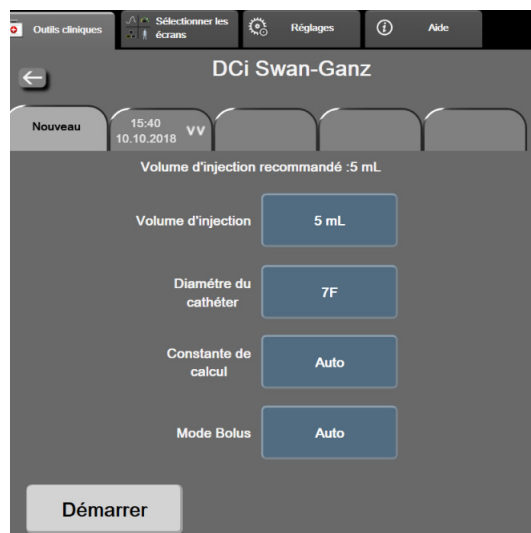 Outils cliniques
Sélectionner les
écrans
Réglages
Aide
DCi Swan-Ganz
Nouveau
15:40
10.10.2018
VV
Volume d'injection recommandé :5 mL
Volume d'injection
5 mL
Diamétre du
cathéter
7F
Constante de
calcul
Auto
Mode Bolus
Auto
Démarrer